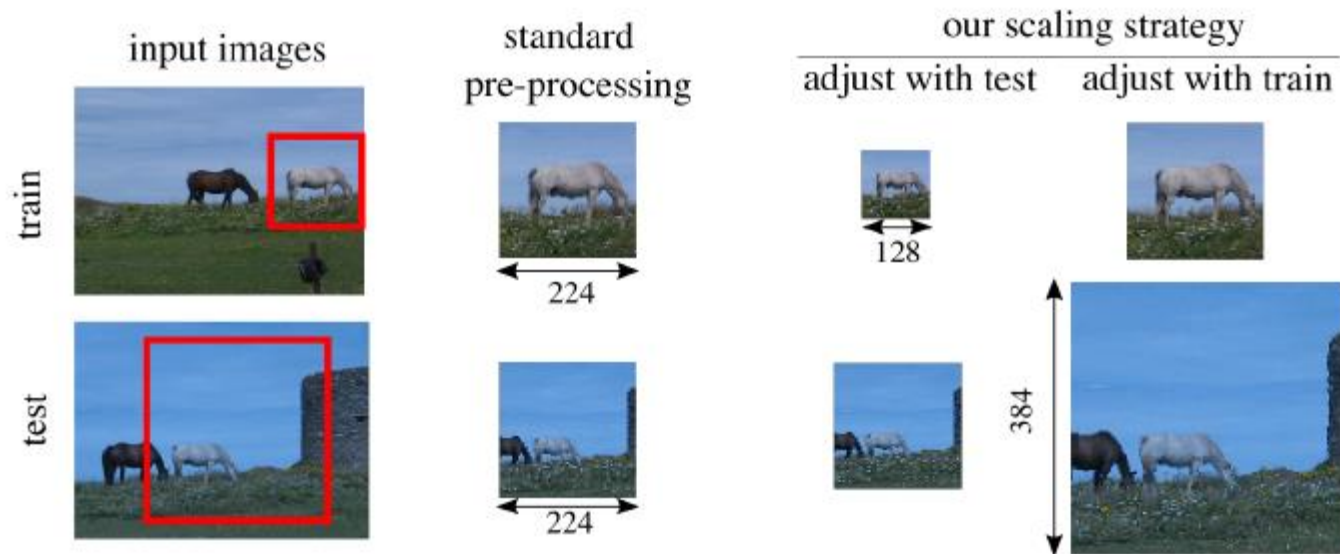 input images
standard
pre-processing
our scaling strategy
adjust with test
adjust with train
train
224
128
test
224
384